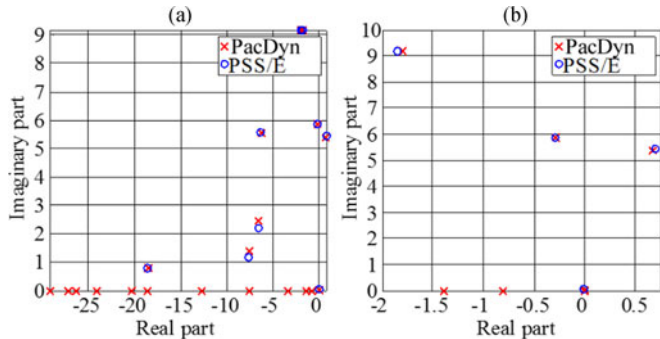 (a)
9
8
7
6
5
4
3
2
1
0
Imaginary part
× PacDyn
○ PSS/E
-25 -20 -15 -10 -5 0
Real part
(b)
10
9
8
7
6
5
4
3
2
1
0
Imaginary part
× PacDyn
○ PSS/E
-2 -1.5 -1 -0.5 0 0.5
Real part